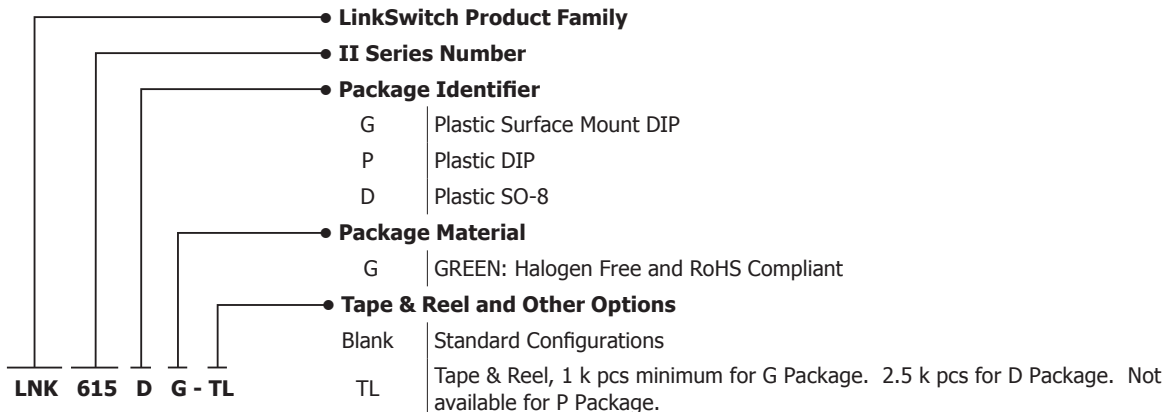 LinkSwitch Product Family
II Series Number
Package Identifier
G Plastic Surface Mount DIP
P Plastic DIP
D Plastic SO-8
Package Material
G GREEN: Halogen Free and RoHS Compliant
Tape & Reel and Other Options
Blank Standard Configurations
TL Tape & Reel, 1 k pcs minimum for G Package. 2.5 k pcs for D Package. Not
available for P Package.
LNK 615 D G - TL